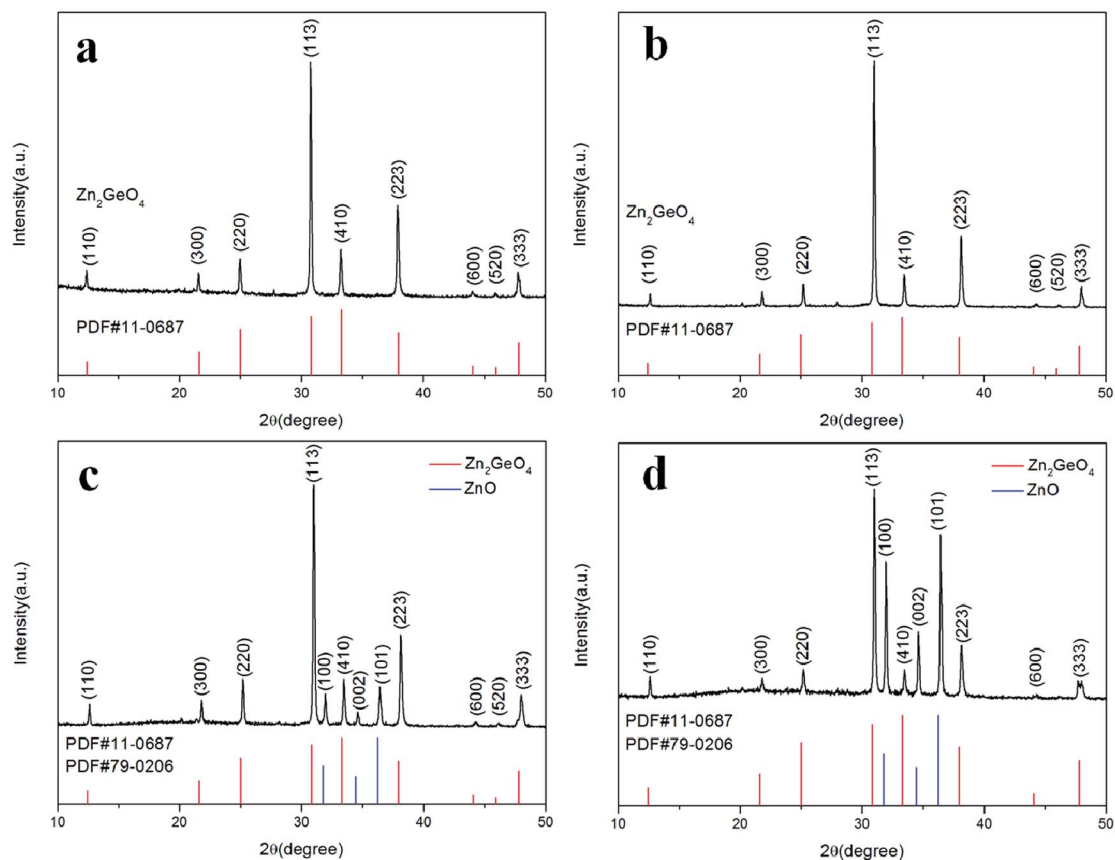 a
Intensity(a.u.)
Zn₂GeO₄
(110)
(300)
(220)
(113)
(410)
(223)
(600)
(520)
(333)
PDF#11-0687
10 20 30 40 50
2θ(degree)
b
Intensity(a.u.)
Zn₂GeO₄
(110)
(300)
(220)
(113)
(410)
(223)
(600)
(520)
(333)
PDF#11-0687
10 20 30 40 50
2θ(degree)
c
Intensity(a.u.)
Zn₂GeO₄
ZnO
(110)
(300)
(220)
(113)
(100)
(410)
(002)
(101)
(223)
(600)
(520)
(333)
PDF#11-0687
PDF#79-0206
10 20 30 40 50
2θ(degree)
d
Intensity(a.u.)
Zn₂GeO₄
ZnO
(110)
(300)
(220)
(113)
(100)
(410)
(002)
(101)
(223)
(600)
(333)
PDF#11-0687
PDF#79-0206
10 20 30 40 50
2θ(degree)